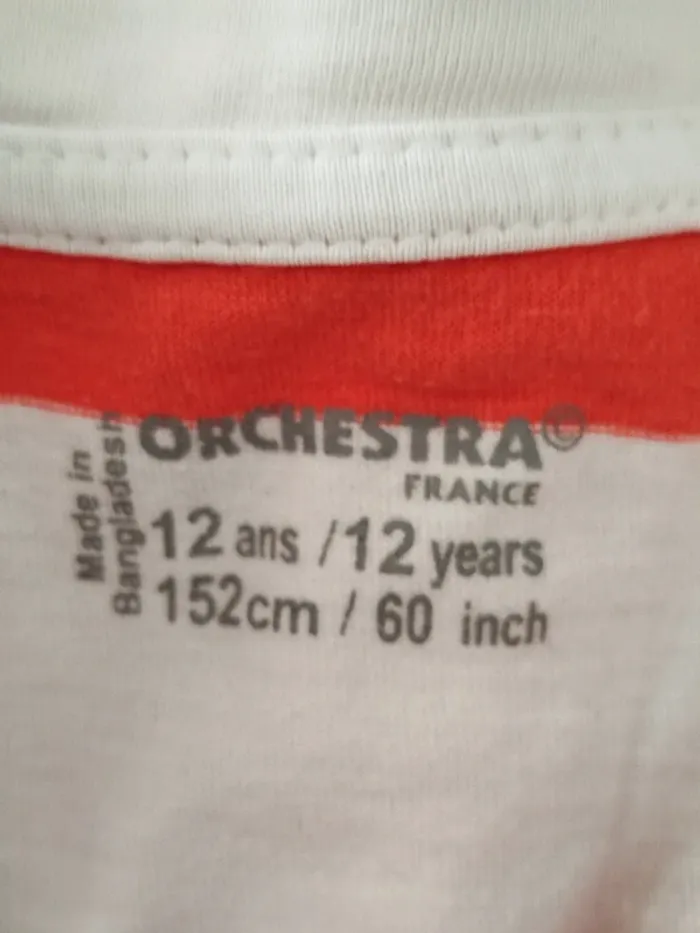 ORCHESTRA©
FRANCE
12 ans / 12 years
152cm / 60 inch
Made in
Bangladesh